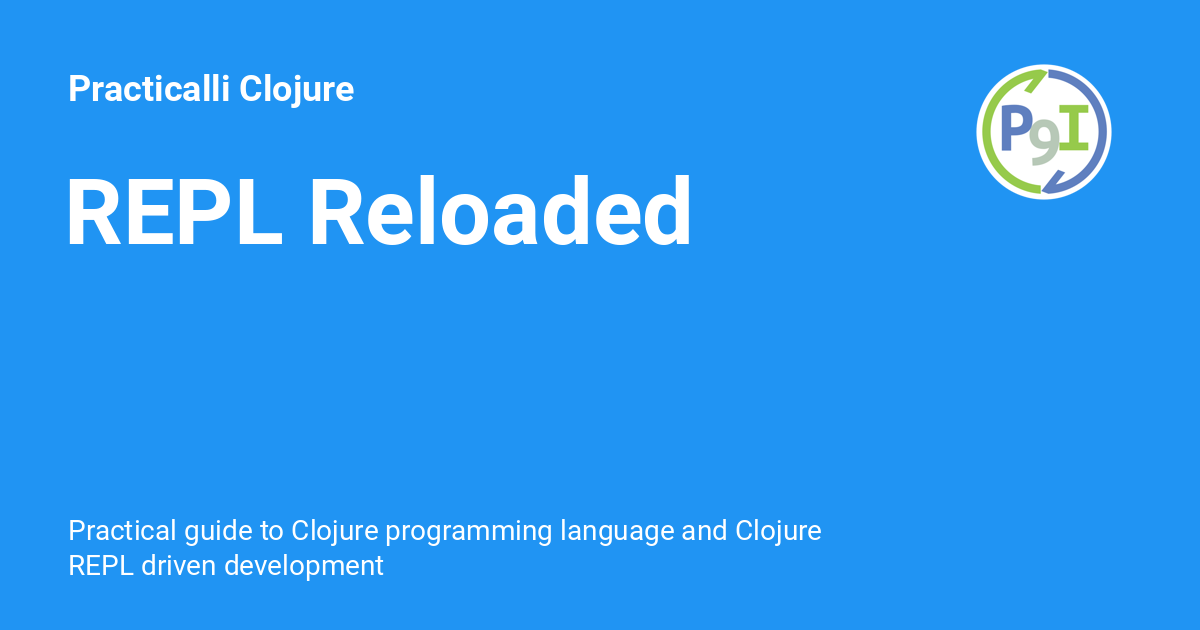 Practicalli Clojure
P9I
REPL Reloaded
Practical guide to Clojure programming language and Clojure
REPL driven development